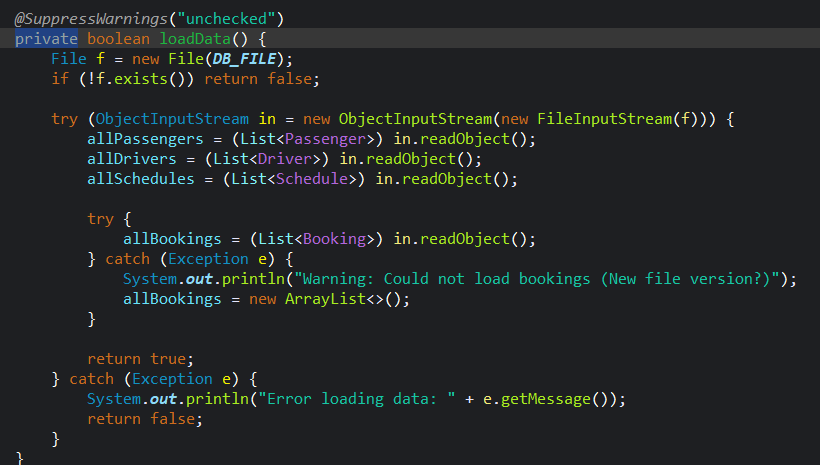 @SuppressWarnings("unchecked")
private boolean loadData() {
    File f = new File(DB_FILE);
    if (!f.exists()) return false;

    try (ObjectInputStream in = new ObjectInputStream(new FileInputStream(f))) {
        allPassengers = (List<Passenger>) in.readObject();
        allDrivers = (List<Driver>) in.readObject();
        allSchedules = (List<Schedule>) in.readObject();

        try {
            allBookings = (List<Booking>) in.readObject();
        } catch (Exception e) {
            System.out.println("Warning: Could not load bookings (New file version?)");
            allBookings = new ArrayList<>();
        }

        return true;
    } catch (Exception e) {
        System.out.println("Error loading data: " + e.getMessage());
        return false;
    }
}